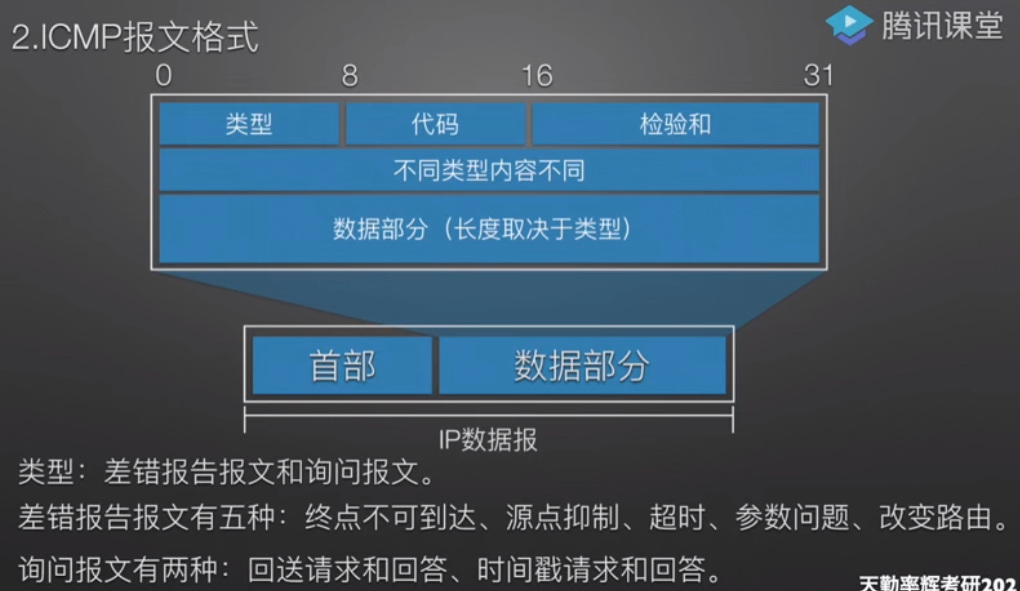 2.ICMP报文格式
腾讯课堂
0 8 16 31
类型 代码 检验和
不同类型内容不同
数据部分（长度取决于类型）
首部 数据部分
IP数据报
类型：差错报告报文和询问报文。
差错报告报文有五种：终点不可到达、源点抑制、超时、参数问题、改变路由。
询问报文有两种：回送请求和回答、时间戳请求和回答。
天勤率辉考研202